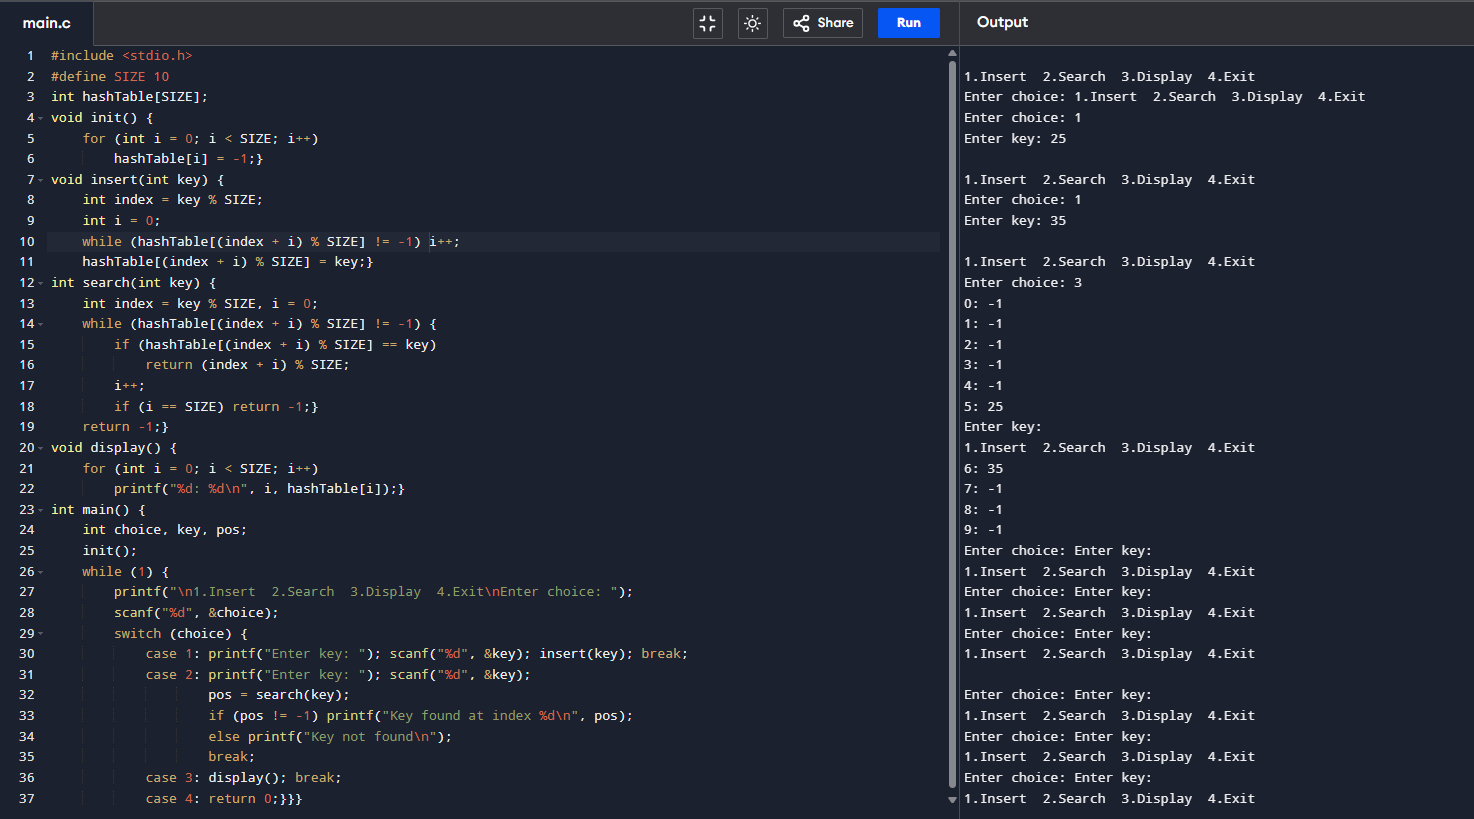 main.c
Share
Run
Output
1 #include <stdio.h>
2 #define SIZE 10
3 int hashTable[SIZE];
4 void init() {
5     for (int i = 0; i < SIZE; i++)
6         hashTable[i] = -1;}
7 void insert(int key) {
8     int index = key % SIZE;
9     int i = 0;
10     while (hashTable[(index + i) % SIZE] != -1) i++;
11     hashTable[(index + i) % SIZE] = key;}
12 int search(int key) {
13     int index = key % SIZE, i = 0;
14     while (hashTable[(index + i) % SIZE] != -1) {
15         if (hashTable[(index + i) % SIZE] == key)
16             return (index + i) % SIZE;
17         i++;
18         if (i == SIZE) return -1;}
19     return -1;}
20 void display() {
21     for (int i = 0; i < SIZE; i++)
22         printf("%d: %d\n", i, hashTable[i]);}
23 int main() {
24     int choice, key, pos;
25     init();
26     while (1) {
27         printf("\n1.Insert  2.Search  3.Display  4.Exit\nEnter choice: ");
28         scanf("%d", &choice);
29         switch (choice) {
30             case 1: printf("Enter key: "); scanf("%d", &key); insert(key); break;
31             case 2: printf("Enter key: "); scanf("%d", &key);
32                     pos = search(key);
33                     if (pos != -1) printf("Key found at index %d\n", pos);
34                     else printf("Key not found\n");
35                     break;
36             case 3: display(); break;
37             case 4: return 0;}}}
1.Insert  2.Search  3.Display  4.Exit
Enter choice: 1.Insert  2.Search  3.Display  4.Exit
Enter choice: 1
Enter key: 25
1.Insert  2.Search  3.Display  4.Exit
Enter choice: 1
Enter key: 35
1.Insert  2.Search  3.Display  4.Exit
Enter choice: 3
0: -1
1: -1
2: -1
3: -1
4: -1
5: 25
Enter key:
1.Insert  2.Search  3.Display  4.Exit
6: 35
7: -1
8: -1
9: -1
Enter choice: Enter key:
1.Insert  2.Search  3.Display  4.Exit
Enter choice: Enter key:
1.Insert  2.Search  3.Display  4.Exit
Enter choice: Enter key:
1.Insert  2.Search  3.Display  4.Exit
Enter choice: Enter key:
1.Insert  2.Search  3.Display  4.Exit
Enter choice: Enter key:
1.Insert  2.Search  3.Display  4.Exit
Enter choice: Enter key:
1.Insert  2.Search  3.Display  4.Exit